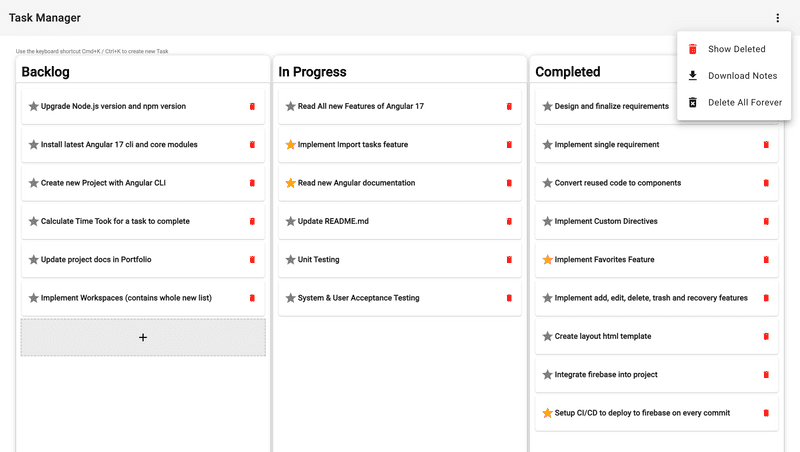 Task Manager
Show Deleted
Download Notes
Delete All Forever
Use the keyboard shortcut Cmd+K / Ctrl+K to create new Task
Backlog
Upgrade Node.js version and npm version
Install latest Angular 17 cli and core modules
Create new Project with Angular CLI
Calculate Time Took for a task to complete
Update project docs in Portfolio
Implement Workspaces (contains whole new list)
+
In Progress
Read All new Features of Angular 17
Implement Import tasks feature
Read new Angular documentation
Update README.md
Unit Testing
System & User Acceptance Testing
Completed
Design and finalize requirements
Implement single requirement
Convert reused code to components
Implement Custom Directives
Implement Favorites Feature
Implement add, edit, delete, trash and recovery features
Create layout html template
Integrate firebase into project
Setup CI/CD to deploy to firebase on every commit